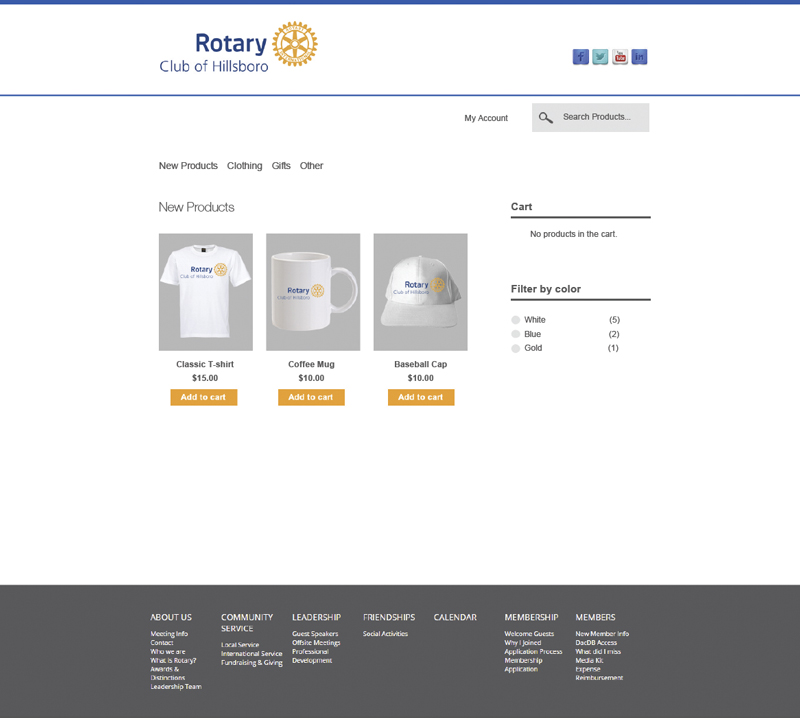 Rotary
Club of Hillsboro
My Account
Search Products...
New Products Clothing Gifts Other
New Products
Rotary
Club of Hillsboro
Rotary
Club of Hillsboro
Rotary
Club of Hillsboro
Classic T-shirt
$15.00
Add to cart
Coffee Mug
$10.00
Add to cart
Baseball Cap
$10.00
Add to cart
Cart
No products in the cart.
Filter by color
White (5)
Blue (2)
Gold (1)
ABOUT US
Meeting Info
Contact
Who we are
What is Rotary?
Awards &
Distinctions
Leadership Team
COMMUNITY
SERVICE
Local Service
International Service
Fundraising & Giving
LEADERSHIP
Guest Speakers
Offsite Meetings
Professional
Development
FRIENDSHIPS
Social Activities
CALENDAR
MEMBERSHIP
Welcome Guests
Why I Joined
Application Process
Membership
Application
MEMBERS
New Member Info
DacDB Access
What did I miss
Media Kit
Expense
Reimbursement